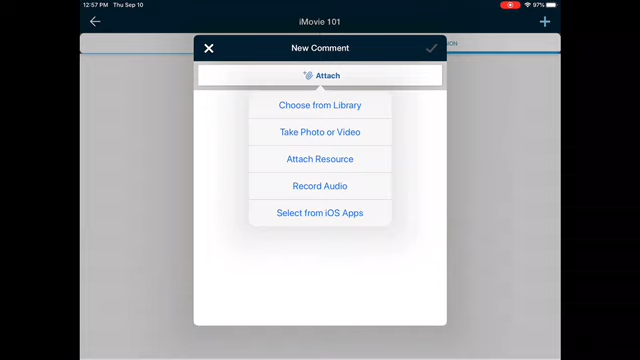 12:57 PM Thu Sep 10
97%
iMovie 101
New Comment
Attach
Choose from Library
Take Photo or Video
Attach Resource
Record Audio
Select from iOS Apps